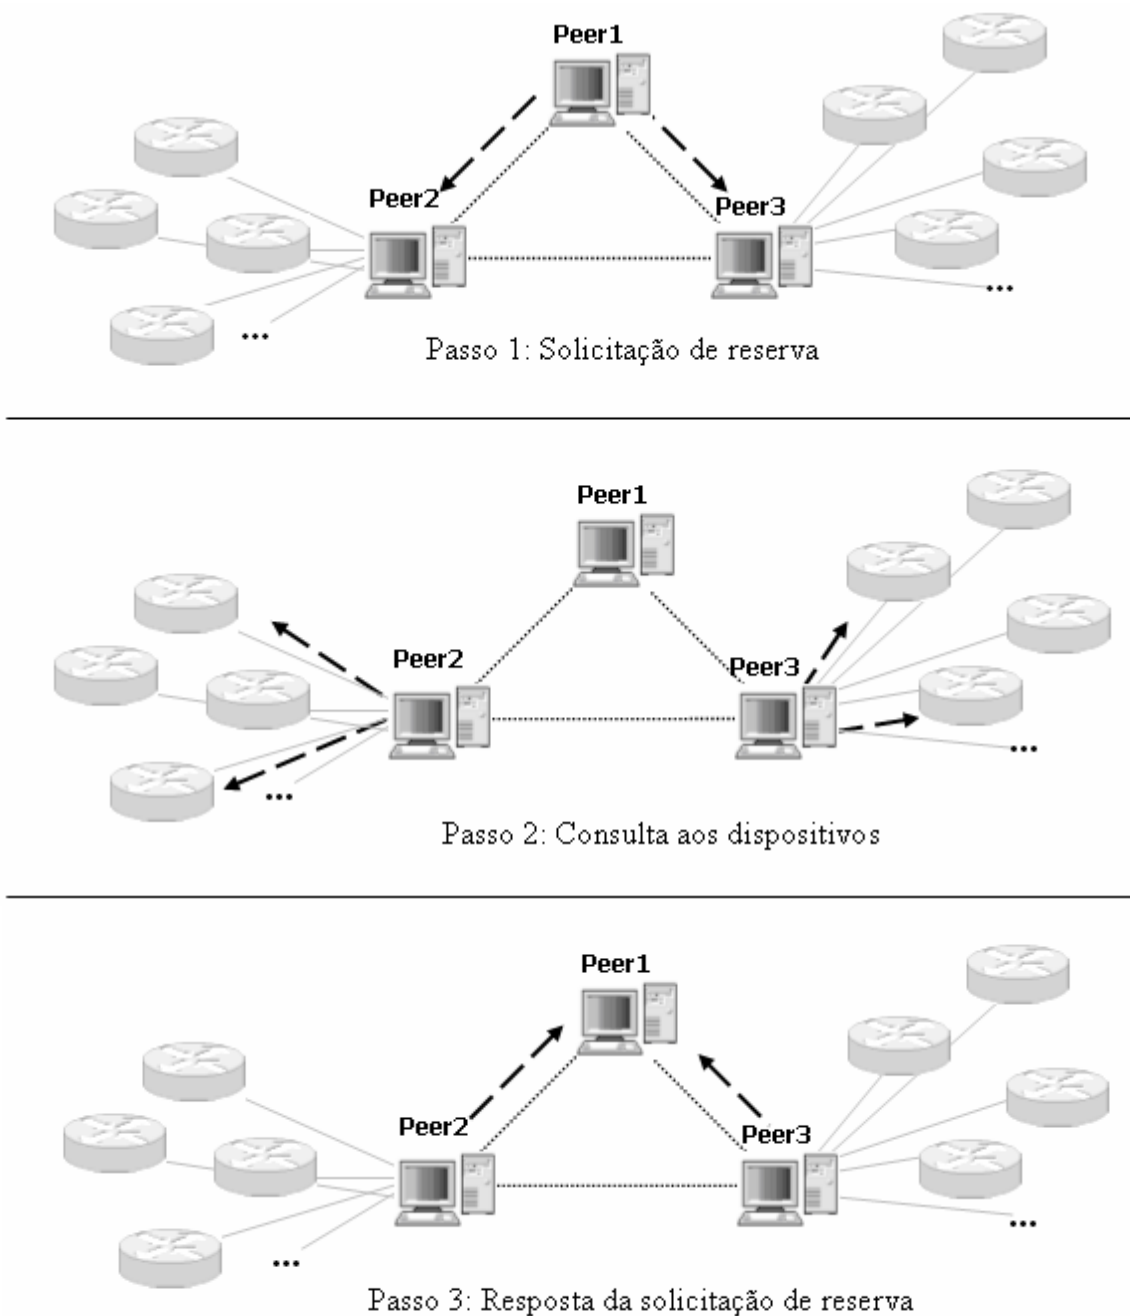 Peer1
Peer2
Peer3
...
...
Passo 1: Solicitação de reserva
Peer1
Peer2
Peer3
...
...
Passo 2: Consulta aos dispositivos
Peer1
Peer2
Peer3
...
...
Passo 3: Resposta da solicitação de reserva